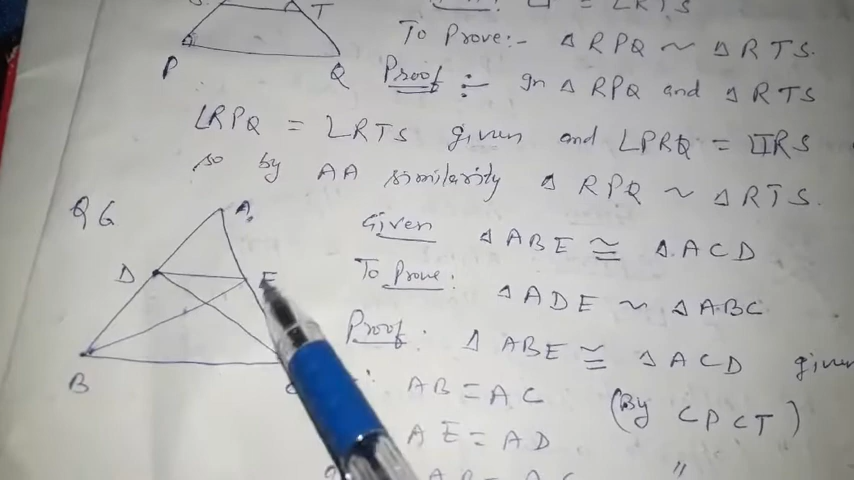 T
To Prove:- △ RPQ ~ △ RTS.
P Q
Proof :- In △ RPQ and △ RTS
∠RPQ = ∠RTS given and ∠PRQ = RS
so by AA similarity △ RPQ ~ △ RTS.
Q6
A
D E
B
Given △ ABE ≅ △ ACD
To Prove: △ ADE ~ △ ABC
Proof: △ ABE ≅ △ ACD given
AB = AC (By CPCT)
AE = AD "